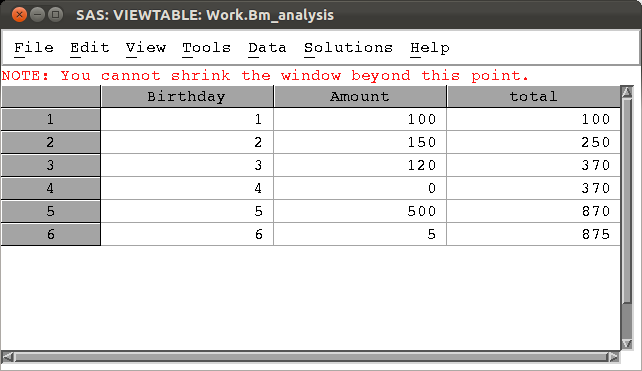 SAS: VIEWTABLE: Work.Bm_analysis
File Edit View Tools Data Solutions Help
NOTE: You cannot shrink the window beyond this point.
Birthday Amount total
1 1 100 100
2 2 150 250
3 3 120 370
4 4 0 370
5 5 500 870
6 6 5 875